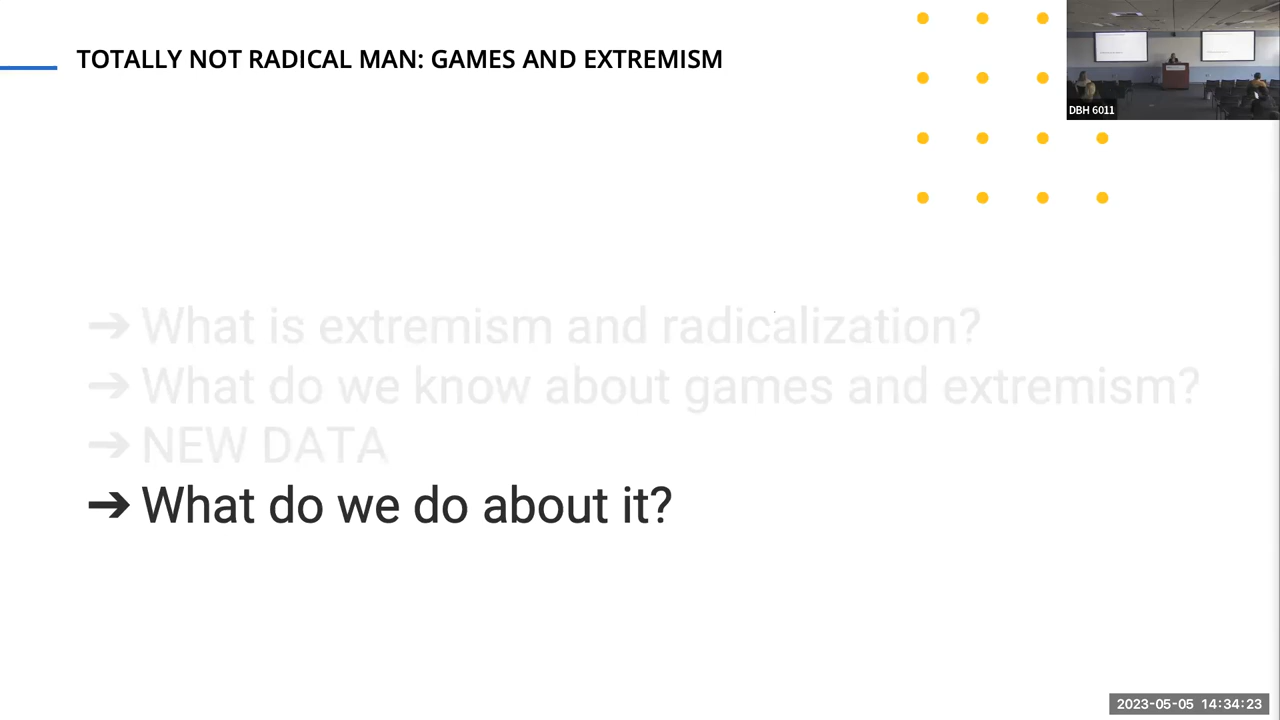 TOTALLY NOT RADICAL MAN: GAMES AND EXTREMISM
DBH 6011
➔ What is extremism and radicalization?
➔ What do we know about games and extremism?
➔ NEW DATA
➔ What do we do about it?
2023-05-05 14:34:23